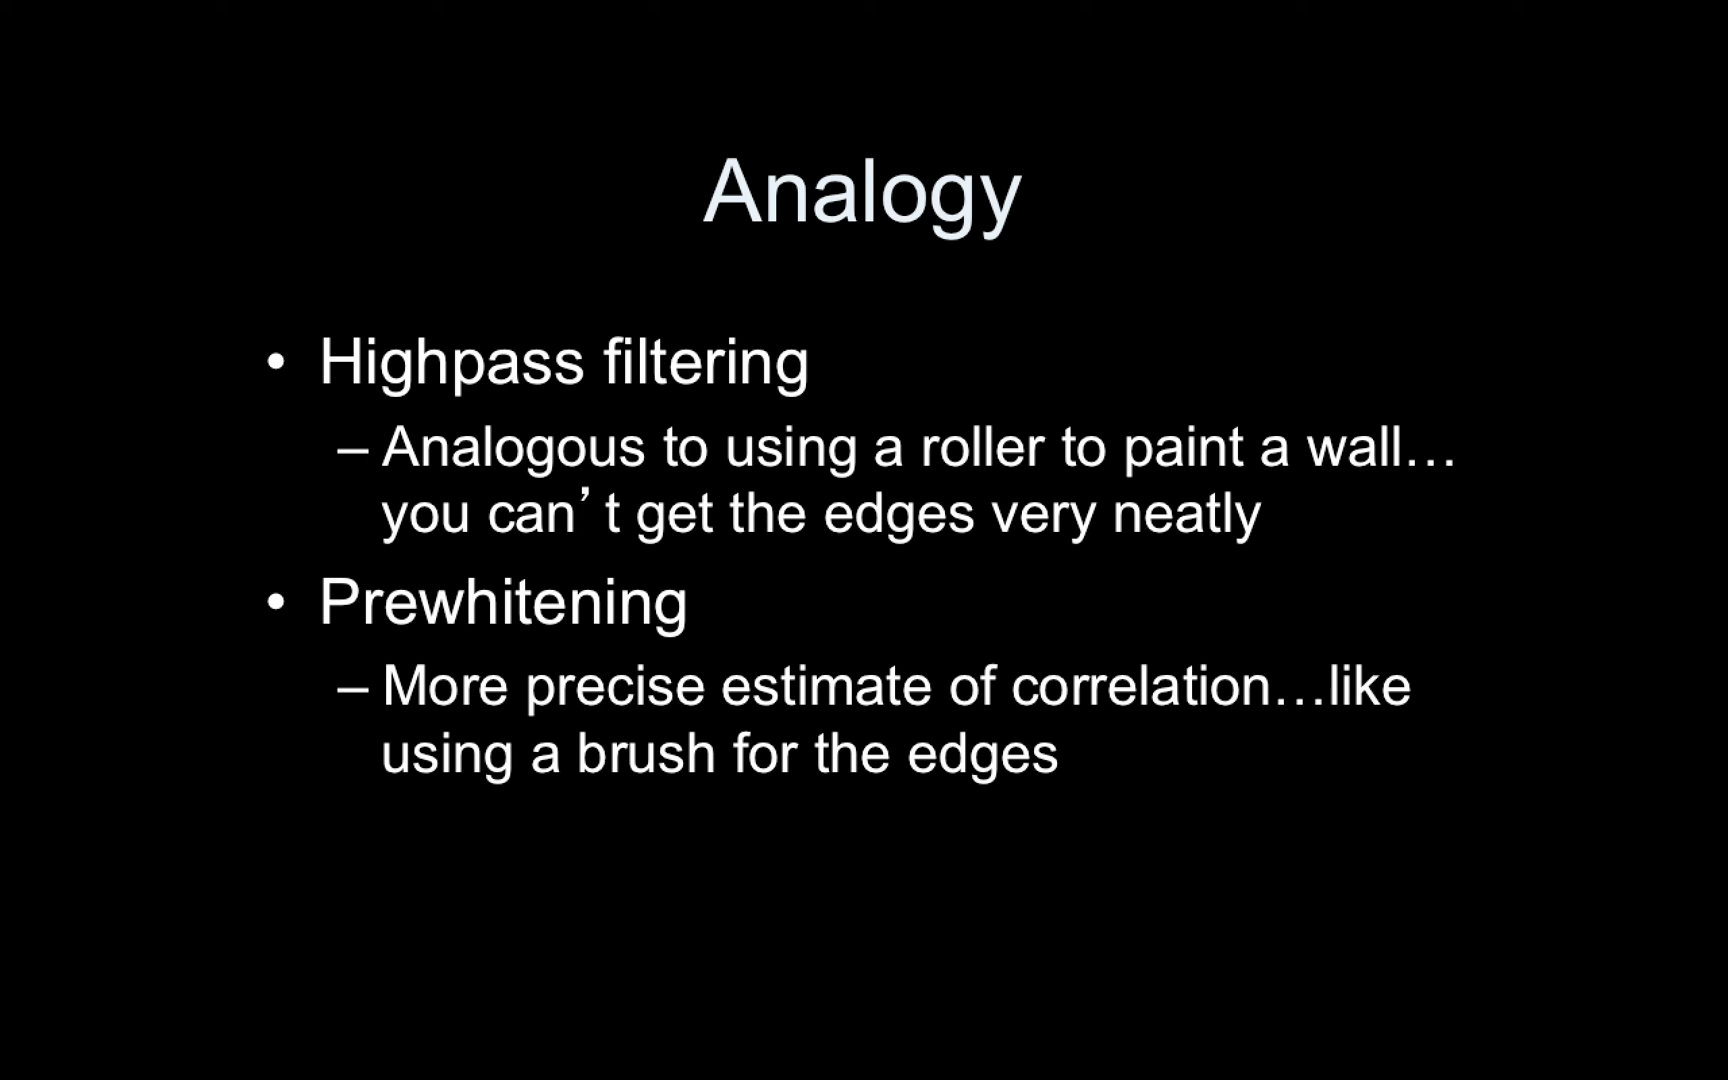 Analogy
• Highpass filtering
– Analogous to using a roller to paint a wall…
you can’t get the edges very neatly
• Prewhitening
– More precise estimate of correlation…like
using a brush for the edges